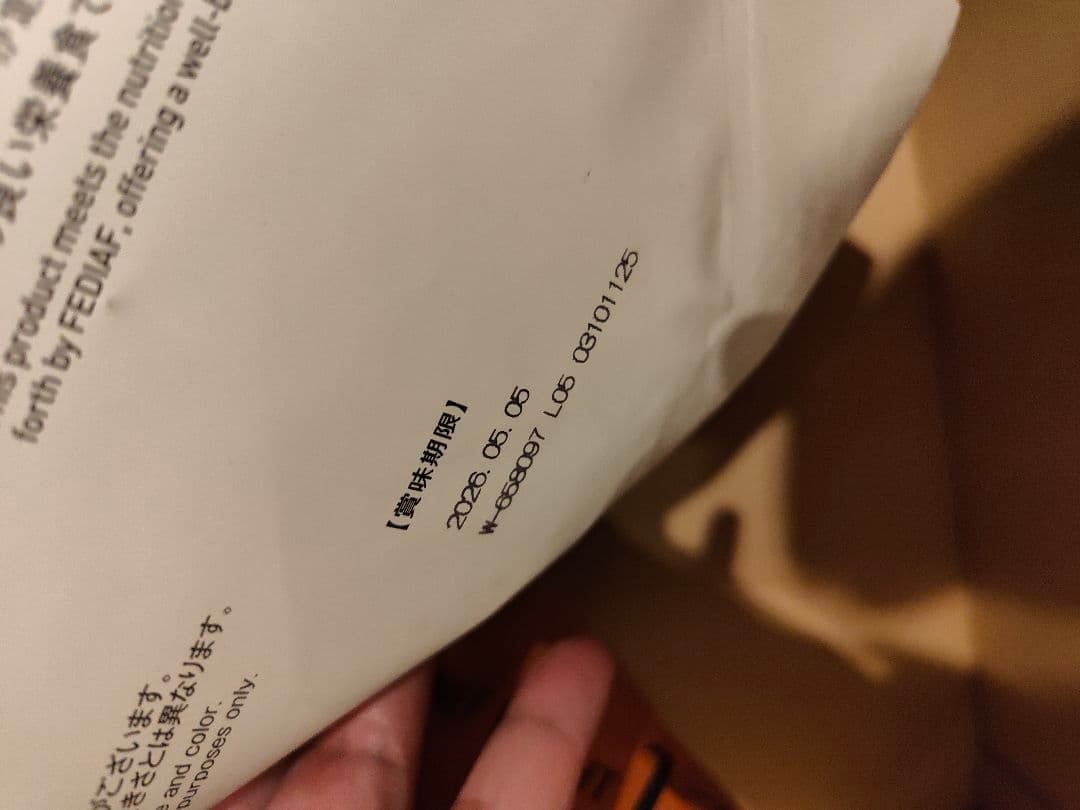 良い栄養食で
product meets the nutrition
forth by FEDIAF, offering a well-b
【賞味期限】
2026. 05. 05
W-658097 L05 03101125
ございます。
きさとは異なります。
and color.
purposes only.